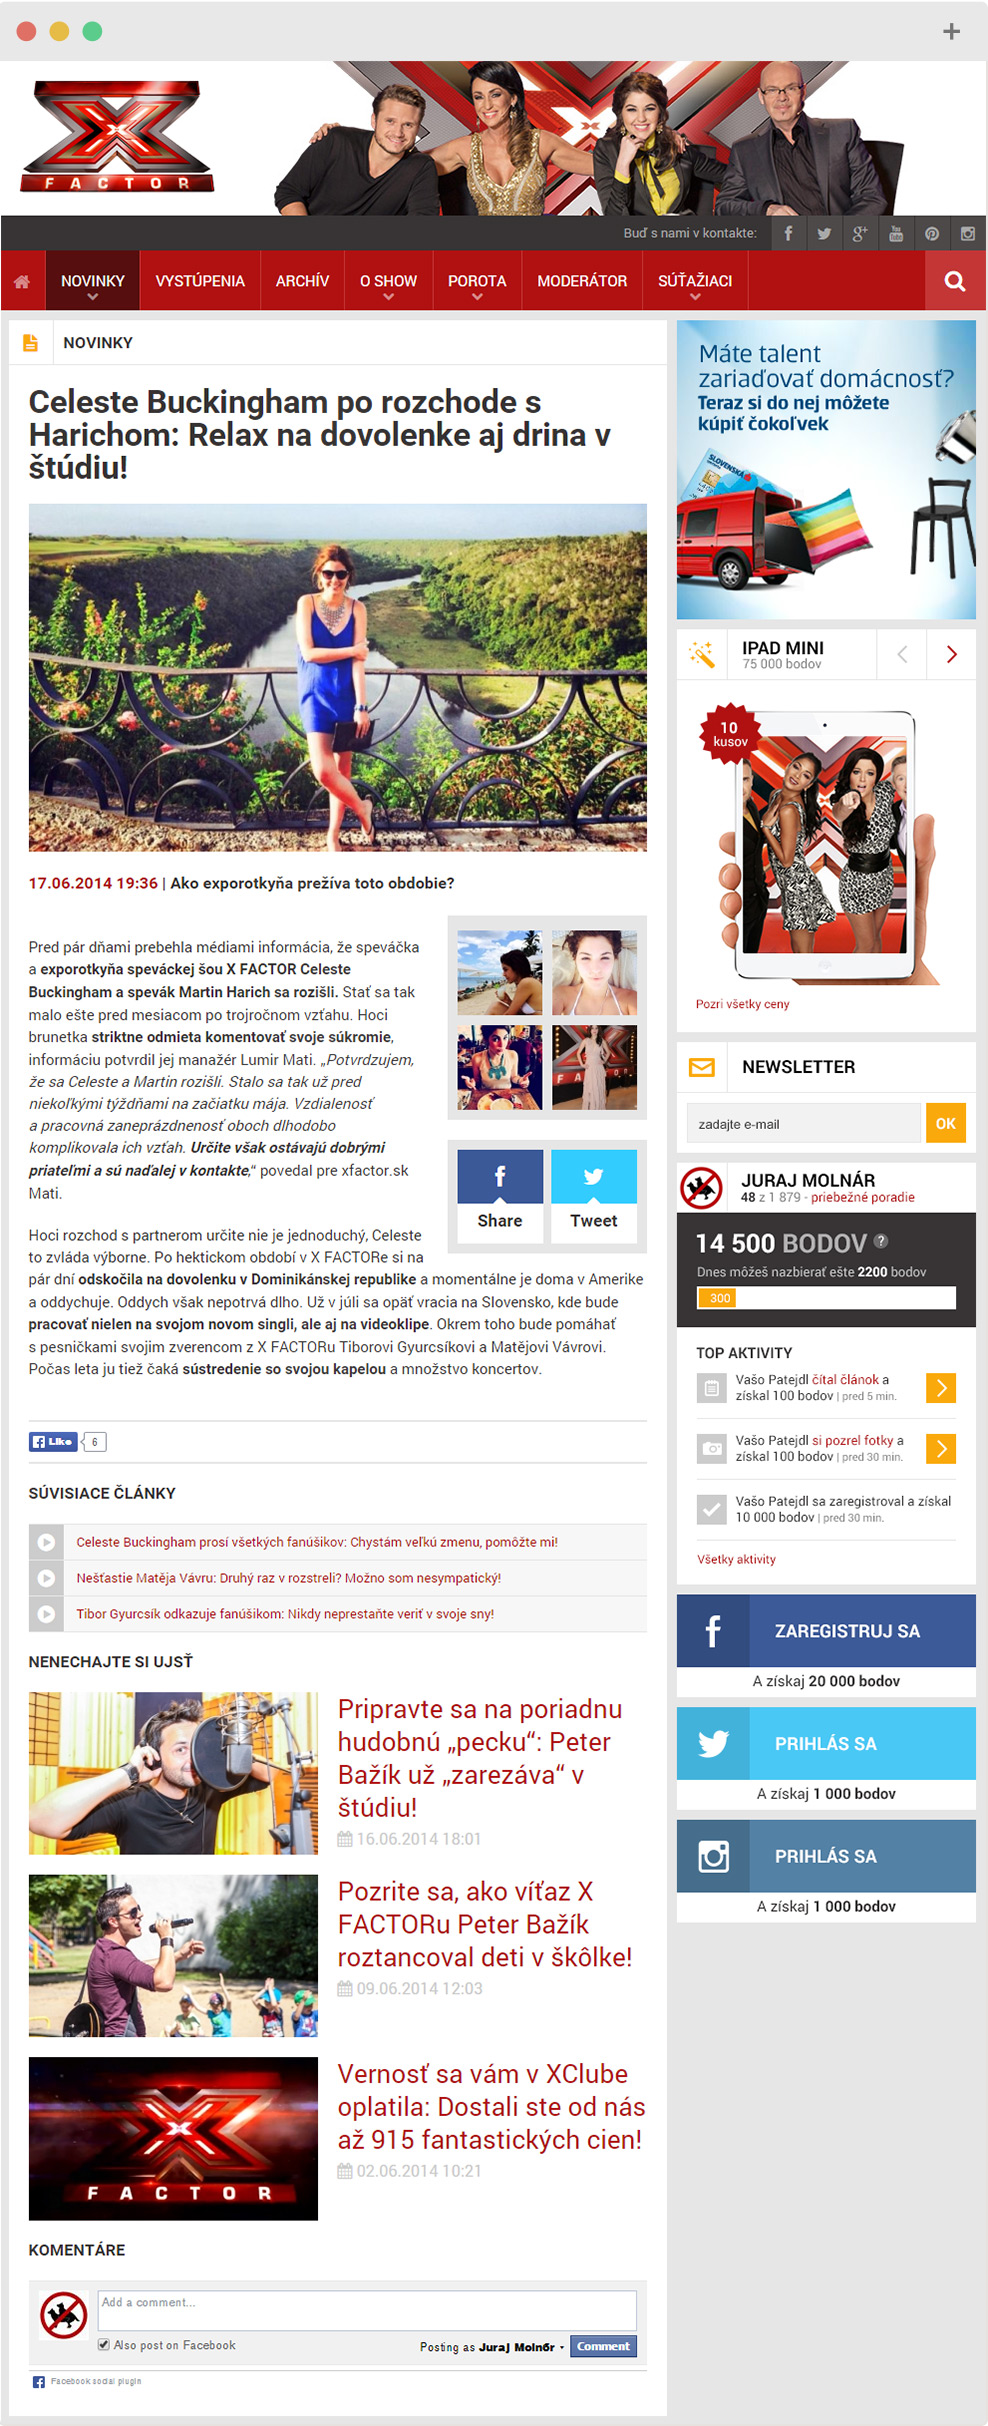 X
FACTOR
Buď s nami v kontakte:
NOVINKY
VYSTÚPENIA
ARCHÍV
O SHOW
POROTA
MODERÁTOR
SÚŤAŽIACI
NOVINKY
Celeste Buckingham po rozchode s
Harichom: Relax na dovolenke aj drina v
štúdiu!
17.06.2014 19:36 | Ako exporotkyňa prežíva toto obdobie?
Pred pár dňami prebehla médiami informácia, že speváčka
a exporotkyňa speváckej šou X FACTOR Celeste
Buckingham a spevák Martin Harich sa rozišli. Stať sa tak
malo ešte pred mesiacom po trojročnom vzťahu. Hoci
brunetka striktne odmieta komentovať svoje súkromie,
informáciu potvrdil jej manažér Lumir Mati. „Potvrdzujem,
že sa Celeste a Martin rozišli. Stalo sa tak už pred
niekoľkými týždňami na začiatku mája. Vzdialenosť
a pracovná zaneprázdnenosť oboch dlhodobo
komplikovala ich vzťah. Určite však ostávajú dobrými
priateľmi a sú naďalej v kontakte,“ povedal pre xfactor.sk
Mati.
Share
Tweet
Hoci rozchod s partnerom určite nie je jednoduchý, Celeste
to zvláda výborne. Po hektickom období v X FACTORe si na
pár dní odskočila na dovolenku v Dominikánskej republike a momentálne je doma v Amerike
a oddychuje. Oddych však nepotrvá dlho. Už v júli sa opäť vracia na Slovensko, kde bude
pracovať nielen na svojom novom singli, ale aj na videoklipe. Okrem toho bude pomáhať
s pesničkami svojim zverencom z X FACTORu Tiborovi Gyurcsíkovi a Matějovi Vávrovi.
Počas leta ju tiež čaká sústredenie so svojou kapelou a množstvo koncertov.
Like 6
SÚVISIACE ČLÁNKY
Celeste Buckingham prosí všetkých fanúšikov: Chystám veľkú zmenu, pomôžte mi!
Nešťastie Matěja Vávru: Druhý raz v rozstreli? Možno som nesympatický!
Tibor Gyurcsík odkazuje fanúšikom: Nikdy neprestaňte veriť v svoje sny!
NENECHAJTE SI UJSŤ
Pripravte sa na poriadnu
hudobnú „pecku“: Peter
Bažík už „zarezáva“ v
štúdiu!
16.06.2014 18:01
Pozrite sa, ako víťaz X
FACTORu Peter Bažík
roztancoval deti v škôlke!
09.06.2014 12:03
X
FACTOR
Vernosť sa vám v XClube
oplatila: Dostali ste od nás
až 915 fantastických cien!
02.06.2014 10:21
KOMENTÁRE
Add a comment...
Also post on Facebook
Posting as Juraj Molnár
Comment
Facebook social plugin
Máte talent
zariaďovať domácnosť?
Teraz si do nej môžete
kúpiť čokoľvek
SLOVENSKÁ
IPAD MINI
75 000 bodov
10
kusov
Pozri všetky ceny
NEWSLETTER
zadajte e-mail
OK
JURAJ MOLNÁR
48 z 1 879 - priebežné poradie
14 500 BODOV ?
Dnes môžeš nazbierať ešte 2200 bodov
300
TOP AKTIVITY
Vašo Patejdl čítal článok a
získal 100 bodov | pred 5 min.
Vašo Patejdl si pozrel fotky a
získal 100 bodov | pred 30 min.
Vašo Patejdl sa zaregistroval a získal
10 000 bodov | pred 30 min.
Všetky aktivity
ZAREGISTRUJ SA
A získaj 20 000 bodov
PRIHLÁS SA
A získaj 1 000 bodov
PRIHLÁS SA
A získaj 1 000 bodov